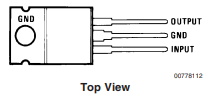 GND
OUTPUT
GND
INPUT
00778112
Top View